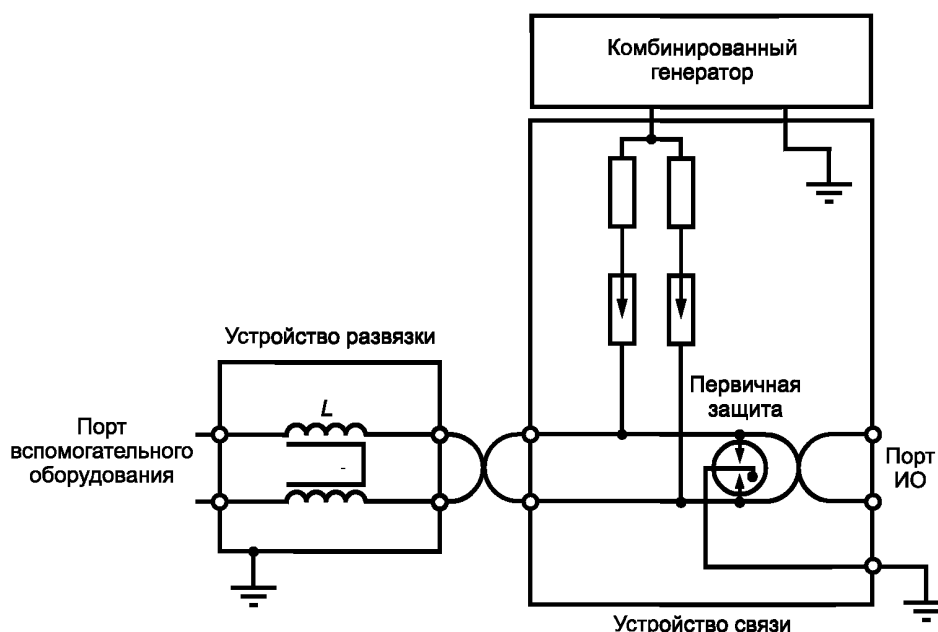 Комбинированный
генератор
Устройство развязки
L
Первичная
защита
Порт
вспомогательного
оборудования
Порт
ИО
Устройство связи